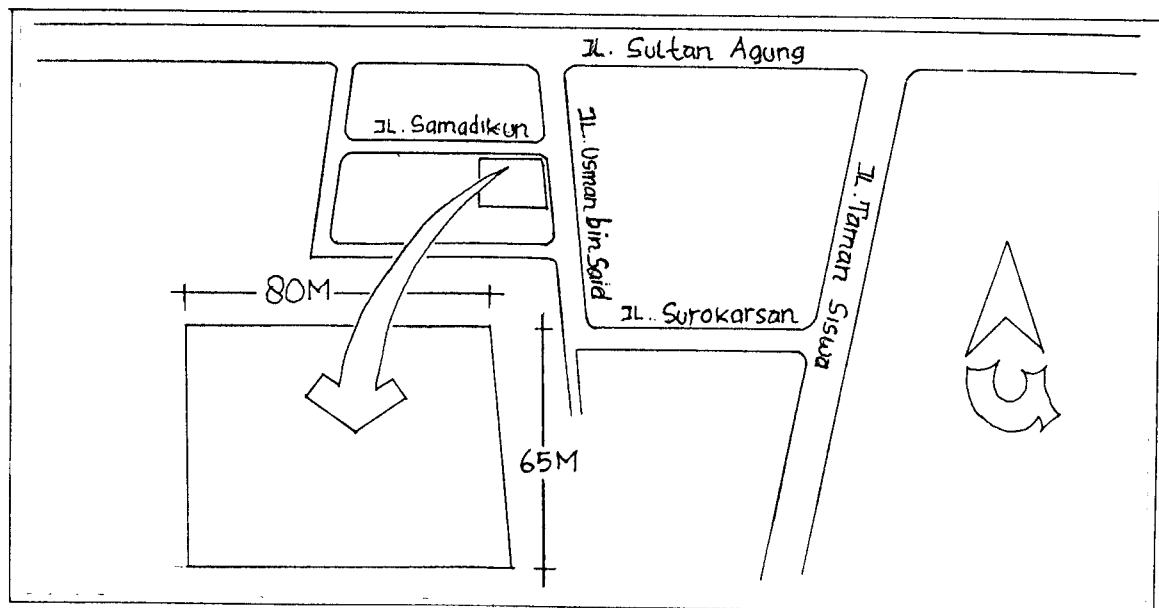 JL. Sultan Agung
JL. Samadikun
JL. Usman bin Said
JL. Taman Siswa
80M
JL. Surokarsan
65M